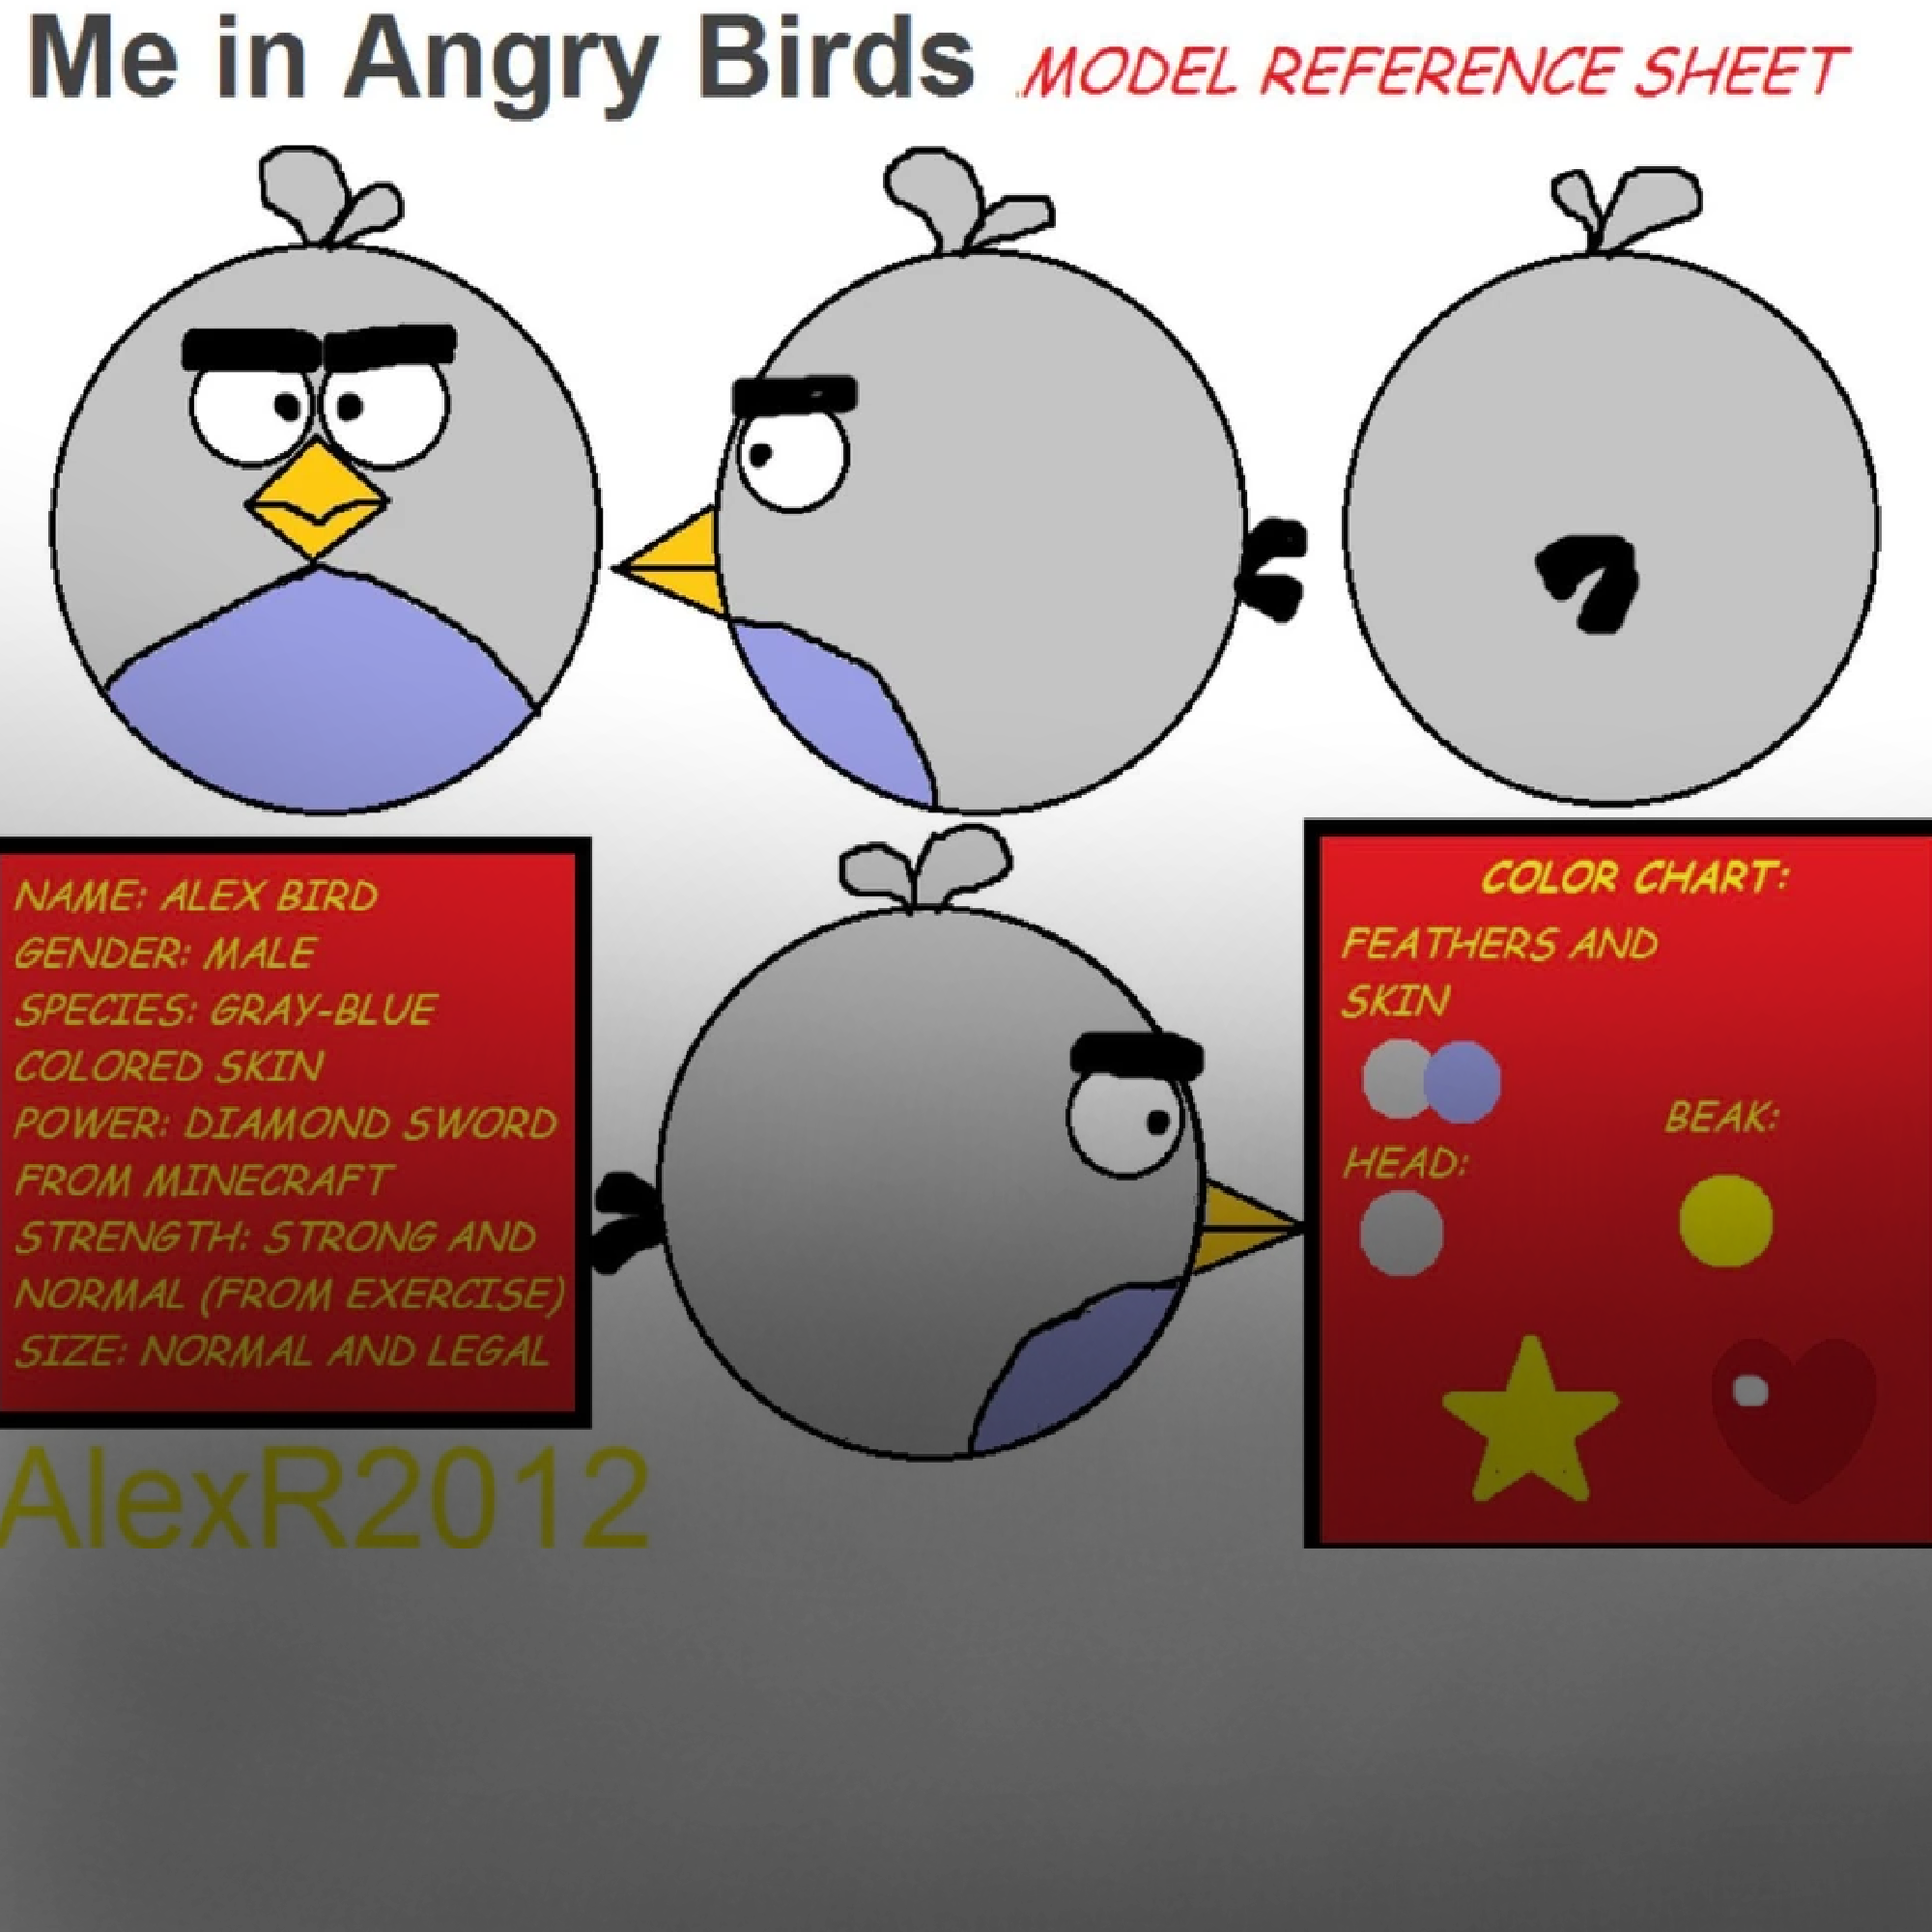 Me in Angry Birds MODEL REFERENCE SHEET
NAME: ALEX BIRD
GENDER: MALE
SPECIES: GRAY-BLUE
COLORED SKIN
POWER: DIAMOND SWORD
FROM MINECRAFT
STRENGTH: STRONG AND
NORMAL (FROM EXERCISE)
SIZE: NORMAL AND LEGAL
COLOR CHART:
FEATHERS AND
SKIN
BEAK:
HEAD:
AlexR2012